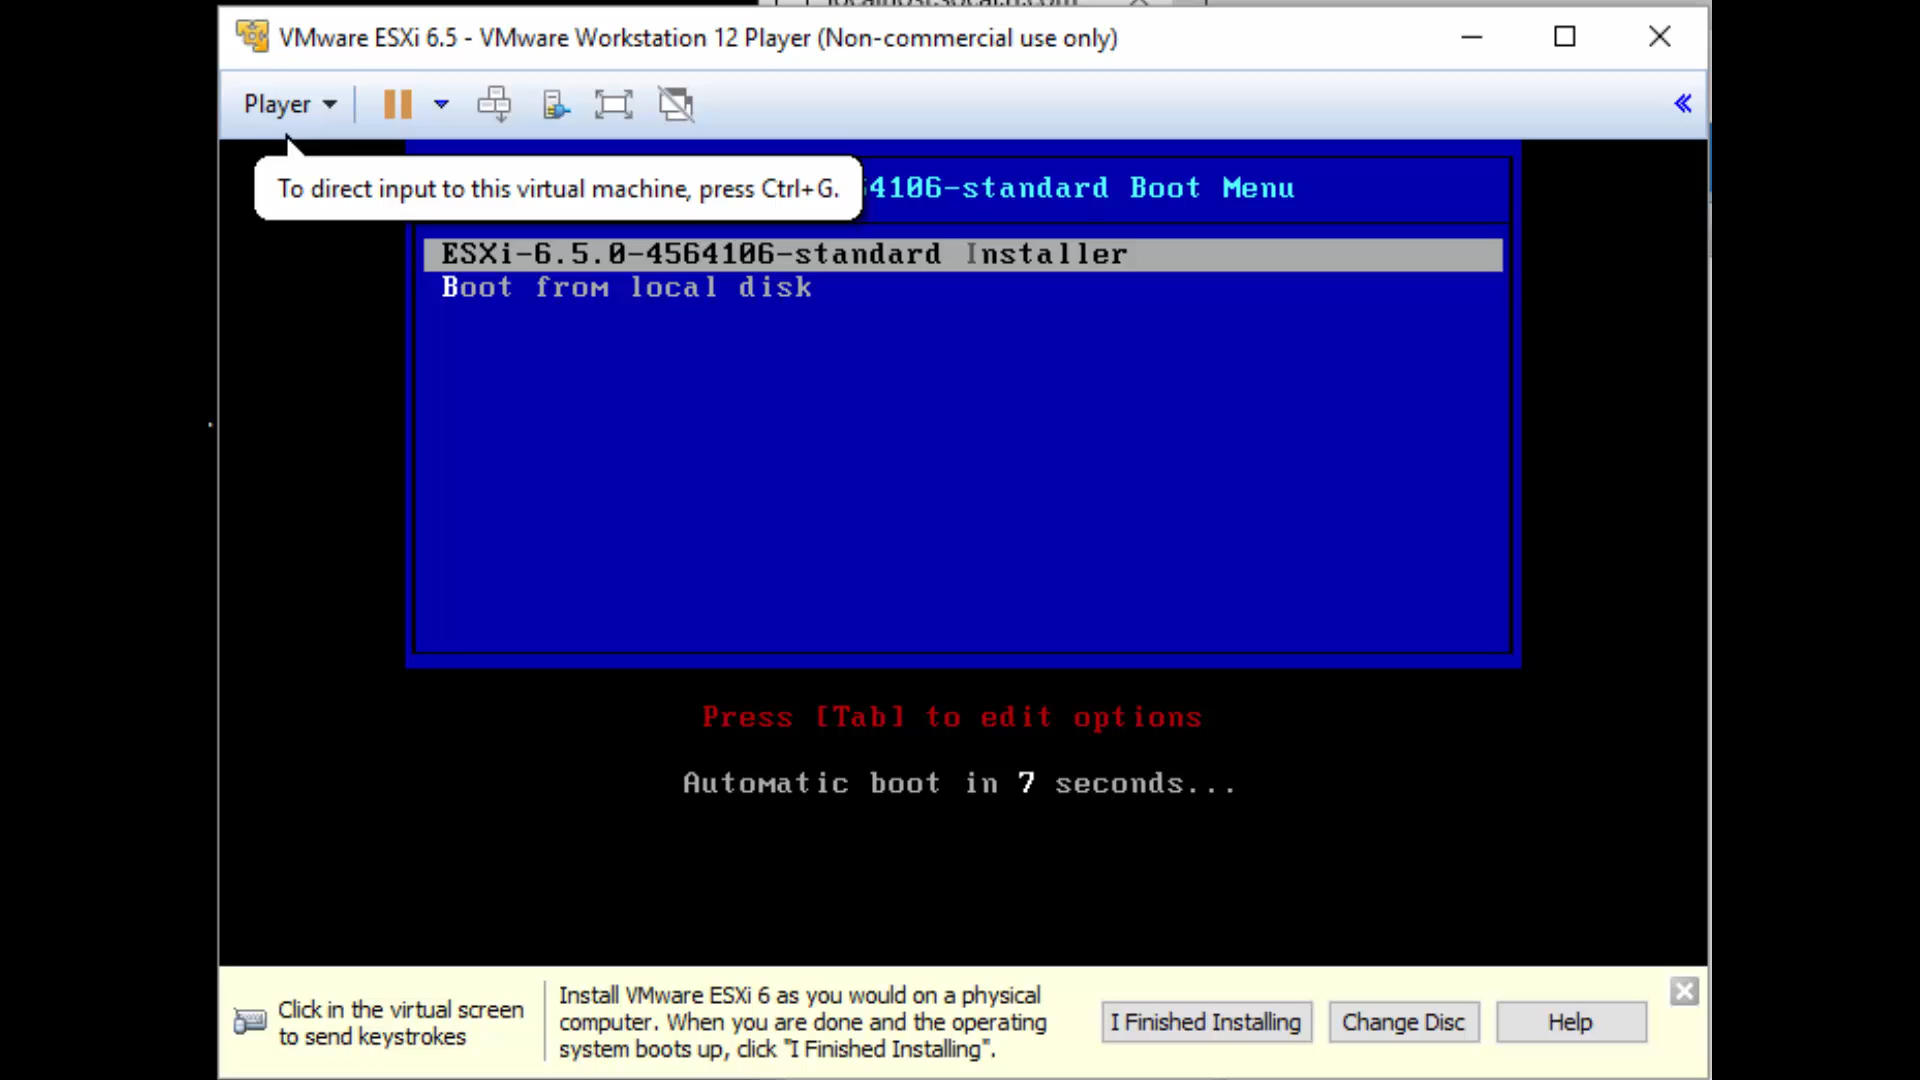 VMware ESXi 6.5 - VMware Workstation 12 Player (Non-commercial use only)
Player
To direct input to this virtual machine, press Ctrl+G.
4106-standard Boot Menu
ESXi-6.5.0-4564106-standard Installer
Boot from local disk
Press [Tab] to edit options
Automatic boot in 7 seconds...
Click in the virtual screen
to send keystrokes
Install VMware ESXi 6 as you would on a physical
computer. When you are done and the operating
system boots up, click "I Finished Installing".
I Finished Installing
Change Disc
Help